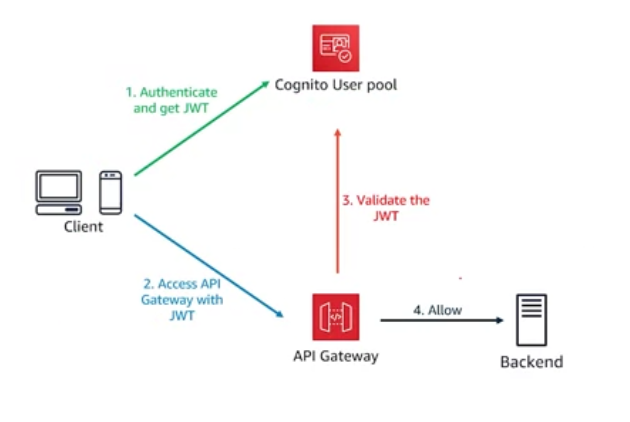 Cognito User pool
1. Authenticate
and get JWT
Client
3. Validate the
JWT
2. Access API
Gateway with
JWT
4. Allow
API Gateway
Backend